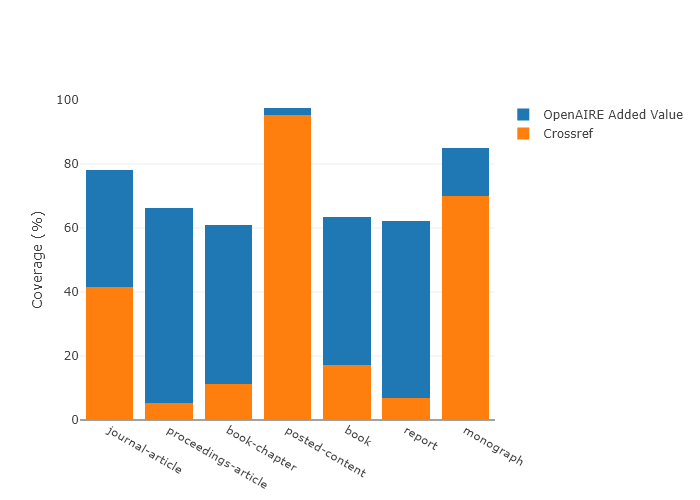 100
80
60
40
20
0
Coverage (%)
journal-article
proceedings-article
book-chapter
posted-content
book
report
monograph
OpenAIRE Added Value
Crossref